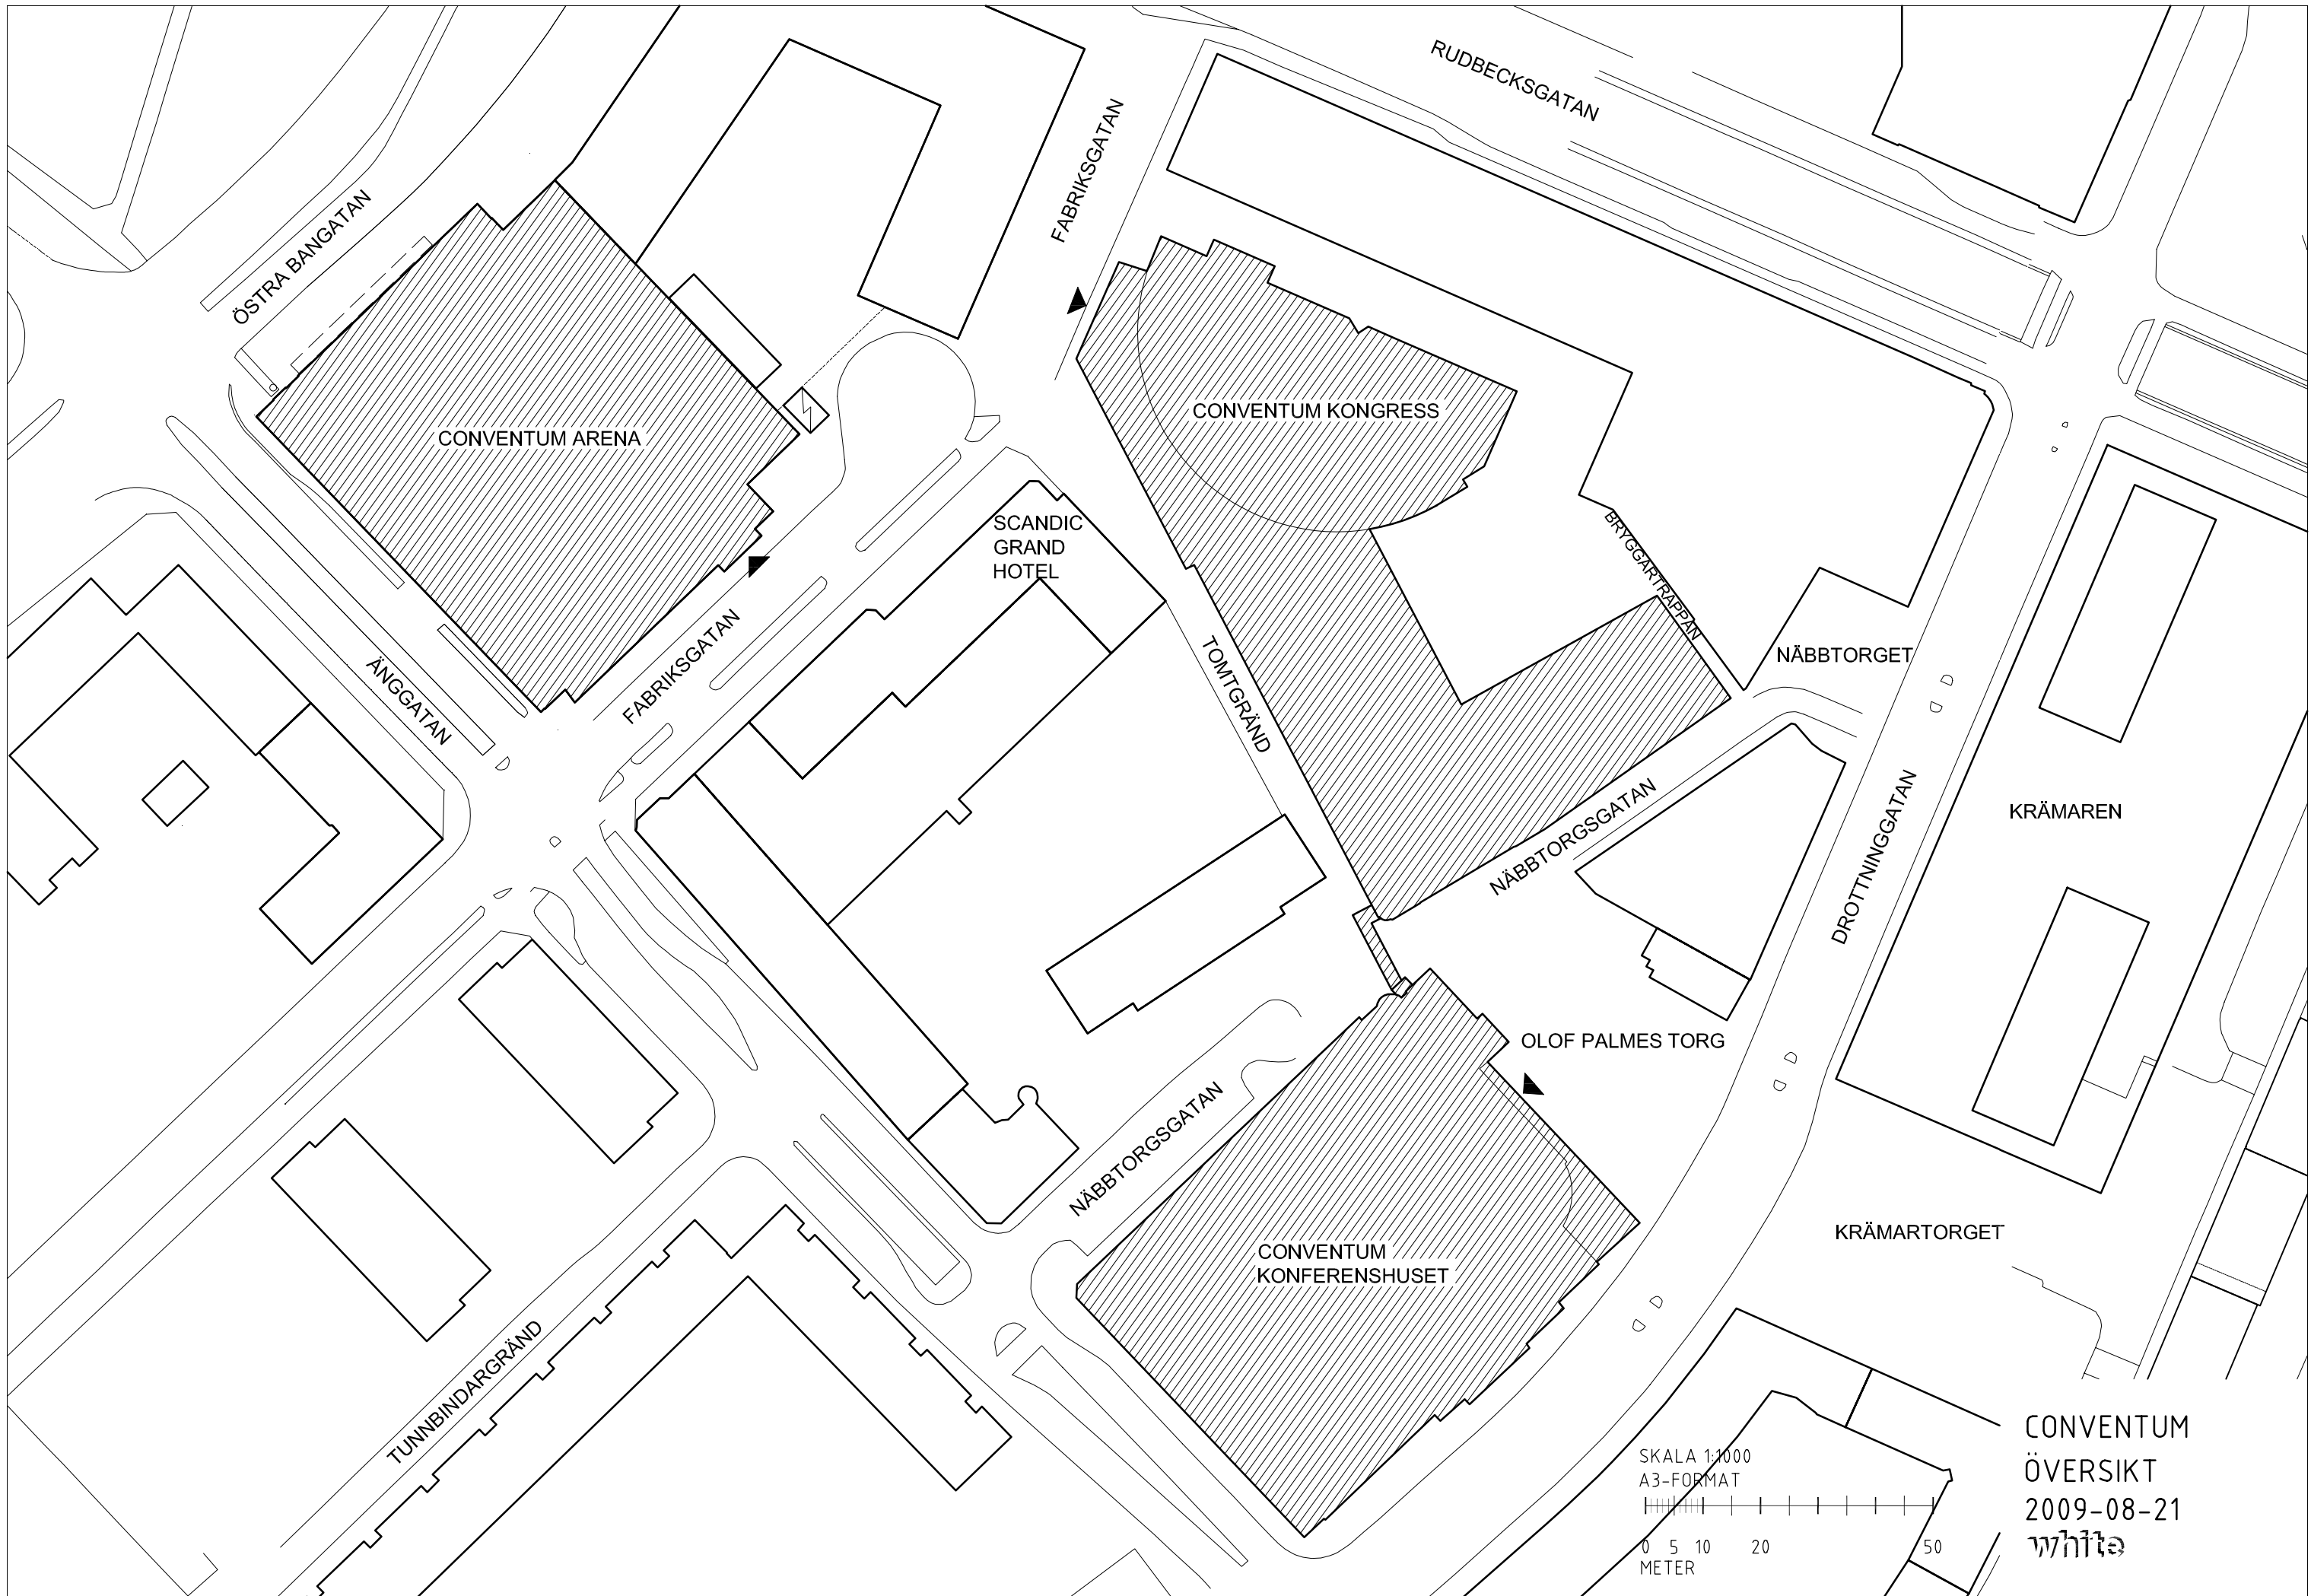 RUDBECKSGATAN
FABRIKSGATAN
ÖSTRA BANGATAN
CONVENTUM ARENA
CONVENTUM KONGRESS
SCANDIC
GRAND
HOTEL
BRYGGARTRAPPAN
NÄBBTORGET
TOMTGRÄND
FABRIKSGATAN
ÄNGGATAN
NÄBBTORGSGATAN
DROTTNINGGATAN
KRÄMAREN
OLOF PALMES TORG
NÄBBTORGSGATAN
KRÄMARTORGET
CONVENTUM
KONFERENSHUSET
TUNNBINDARGRÄND
SKALA 1:1000
A3-FORMAT
0 5 10 20 50
METER
CONVENTUM
ÖVERSIKT
2009-08-21
white